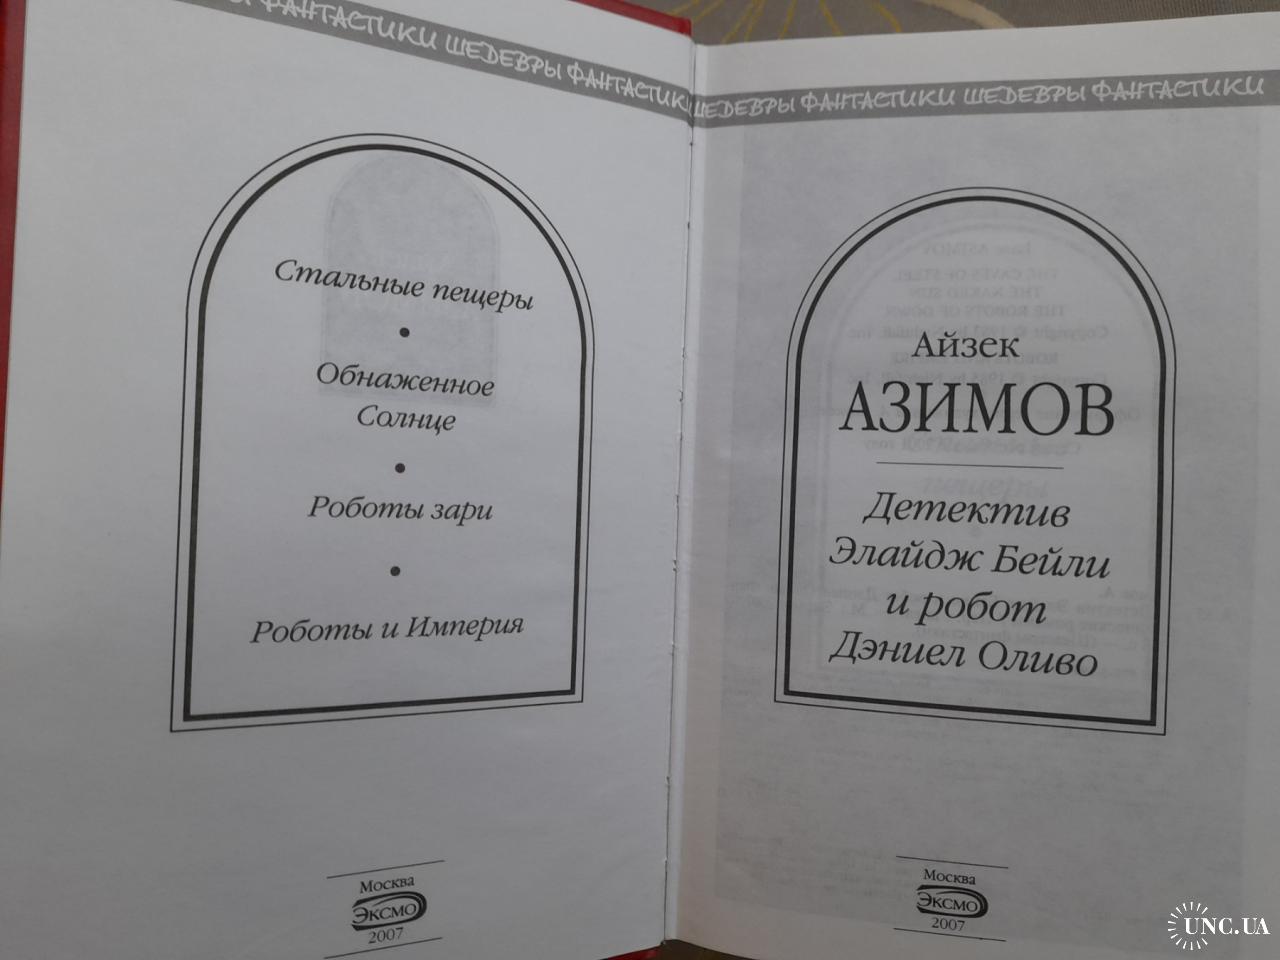 ФАНТАСТИКИ ШЕДЕВРЫ ФАНТАСТИКИ
Стальные пещеры
•
Обнаженное
Солнце
•
Роботы зари
•
Роботы и Империя
Москва
ЭКСМО
2007
ШЕДЕВРЫ ФАНТАСТИКИ ШЕДЕВРЫ ФАНТАСТИКИ
Айзек
АЗИМОВ
Детектив
Элайдж Бейли
и робот
Дэниел Оливо
Москва
ЭКСМО
2007
UNC.UA